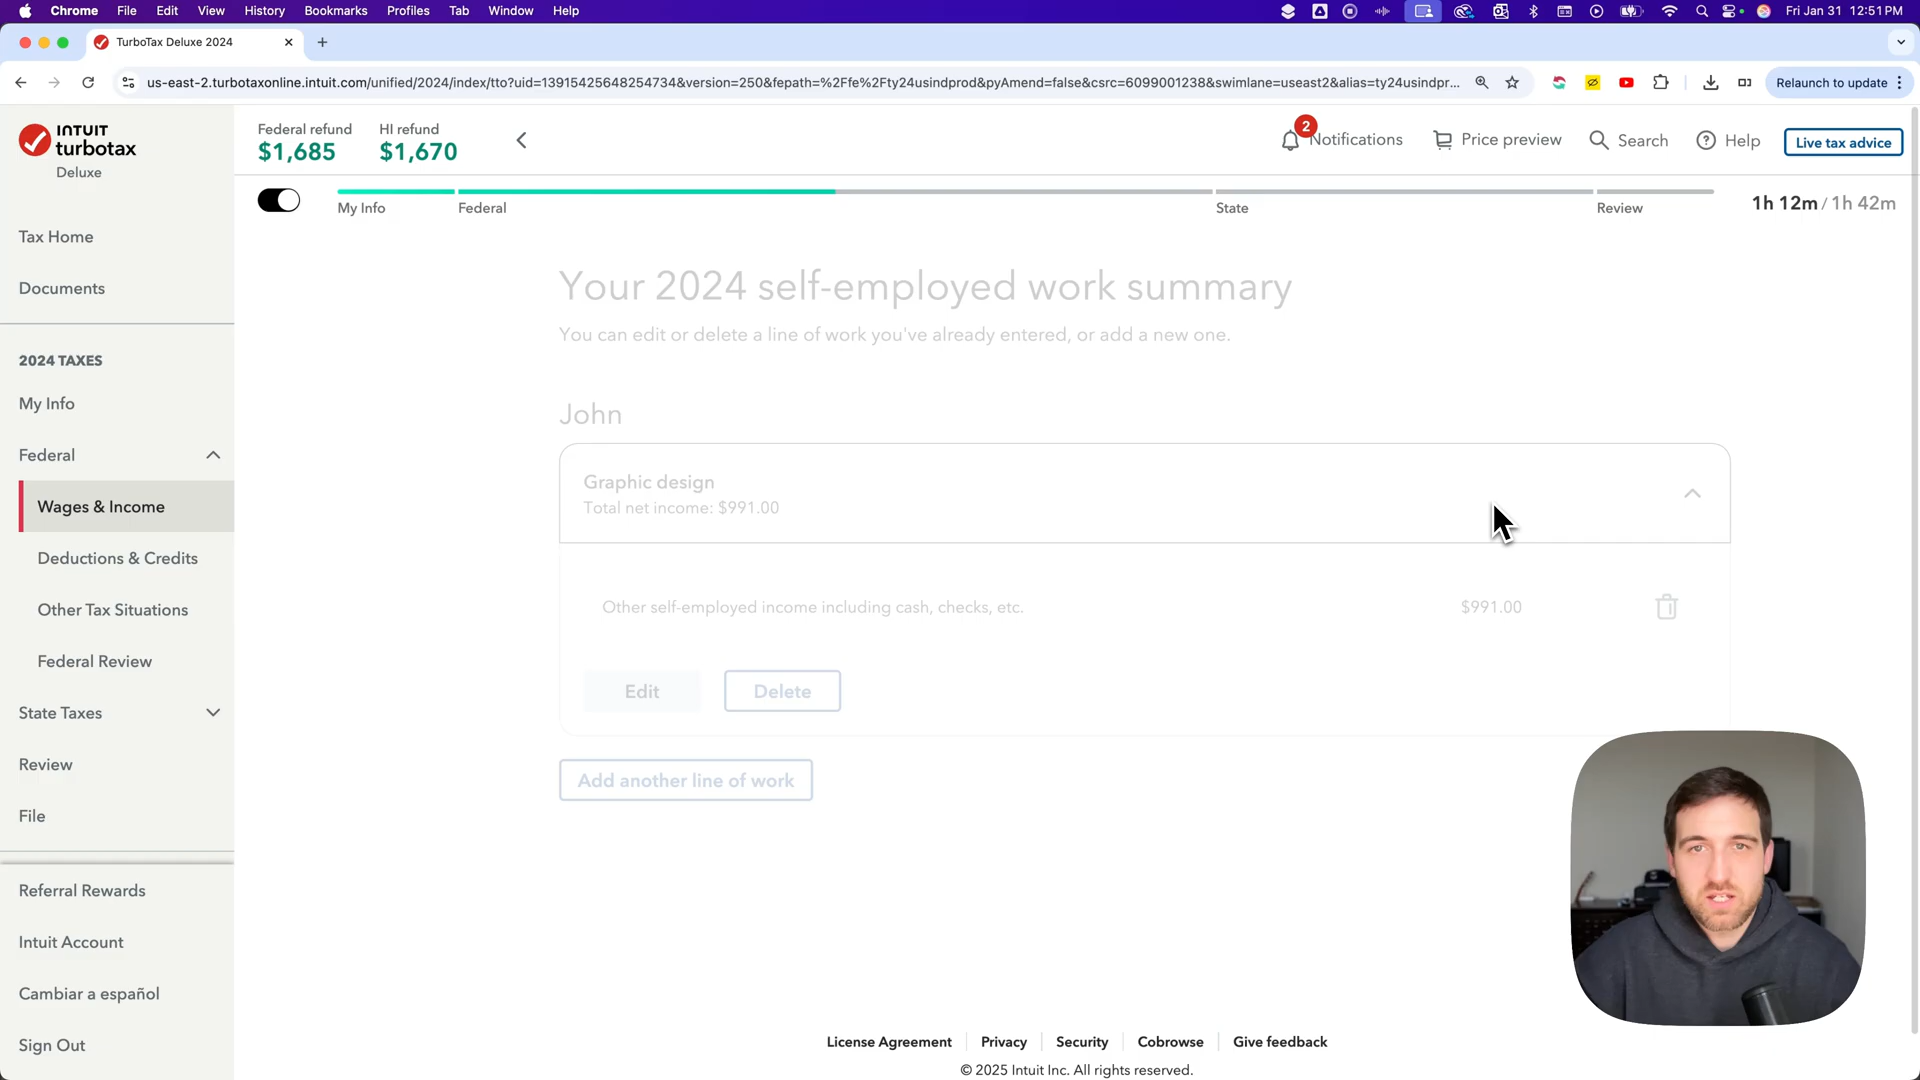 Chrome File Edit View History Bookmarks Profiles Tab Window Help Fri Jan 31 12:51 PM
TurboTax Deluxe 2024
us-east-2.turbotaxonline.intuit.com/unified/2024/index/tto?uid=13915425648254734&version=250&fepath=%2Ffe%2Fty24usindprod&pyAmend=false&csrc=6099001238&swimlane=useast2&alias=ty24usindpr... Relaunch to update
INTUIT
turbotax
Deluxe
Federal refund HI refund
$1,685 $1,670
2
Notifications Price preview Search Help Live tax advice
My Info Federal State Review 1h 12m / 1h 42m
Tax Home
Documents
2024 TAXES
My Info
Federal
Wages & Income
Deductions & Credits
Other Tax Situations
Federal Review
State Taxes
Review
File
Referral Rewards
Intuit Account
Cambiar a español
Sign Out
Your 2024 self-employed work summary
You can edit or delete a line of work you've already entered, or add a new one.
John
Graphic design
Total net income: $991.00
Other self-employed income including cash, checks, etc. $991.00
Edit Delete
Add another line of work
License Agreement Privacy Security Cobrowse Give feedback
© 2025 Intuit Inc. All rights reserved.